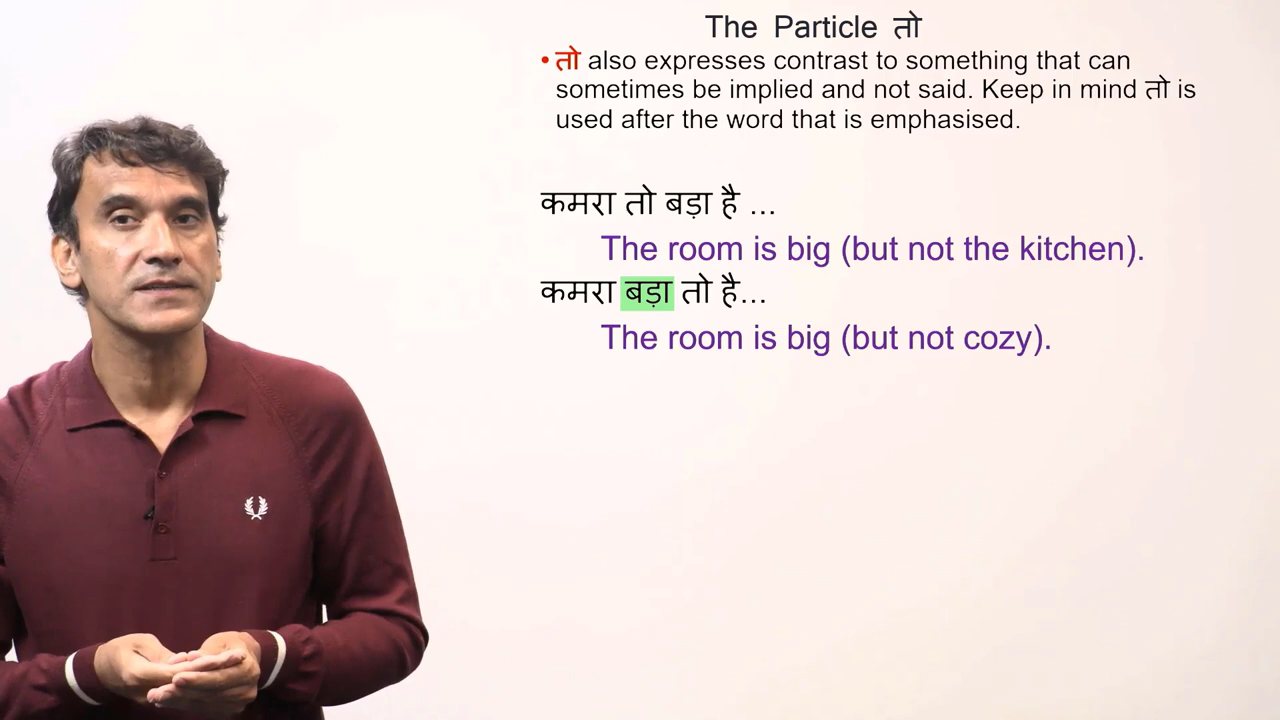 The Particle तो
• तो also expresses contrast to something that can
sometimes be implied and not said. Keep in mind तो is
used after the word that is emphasised.
कमरा तो बड़ा है ...
The room is big (but not the kitchen).
कमरा बड़ा तो है...
The room is big (but not cozy).